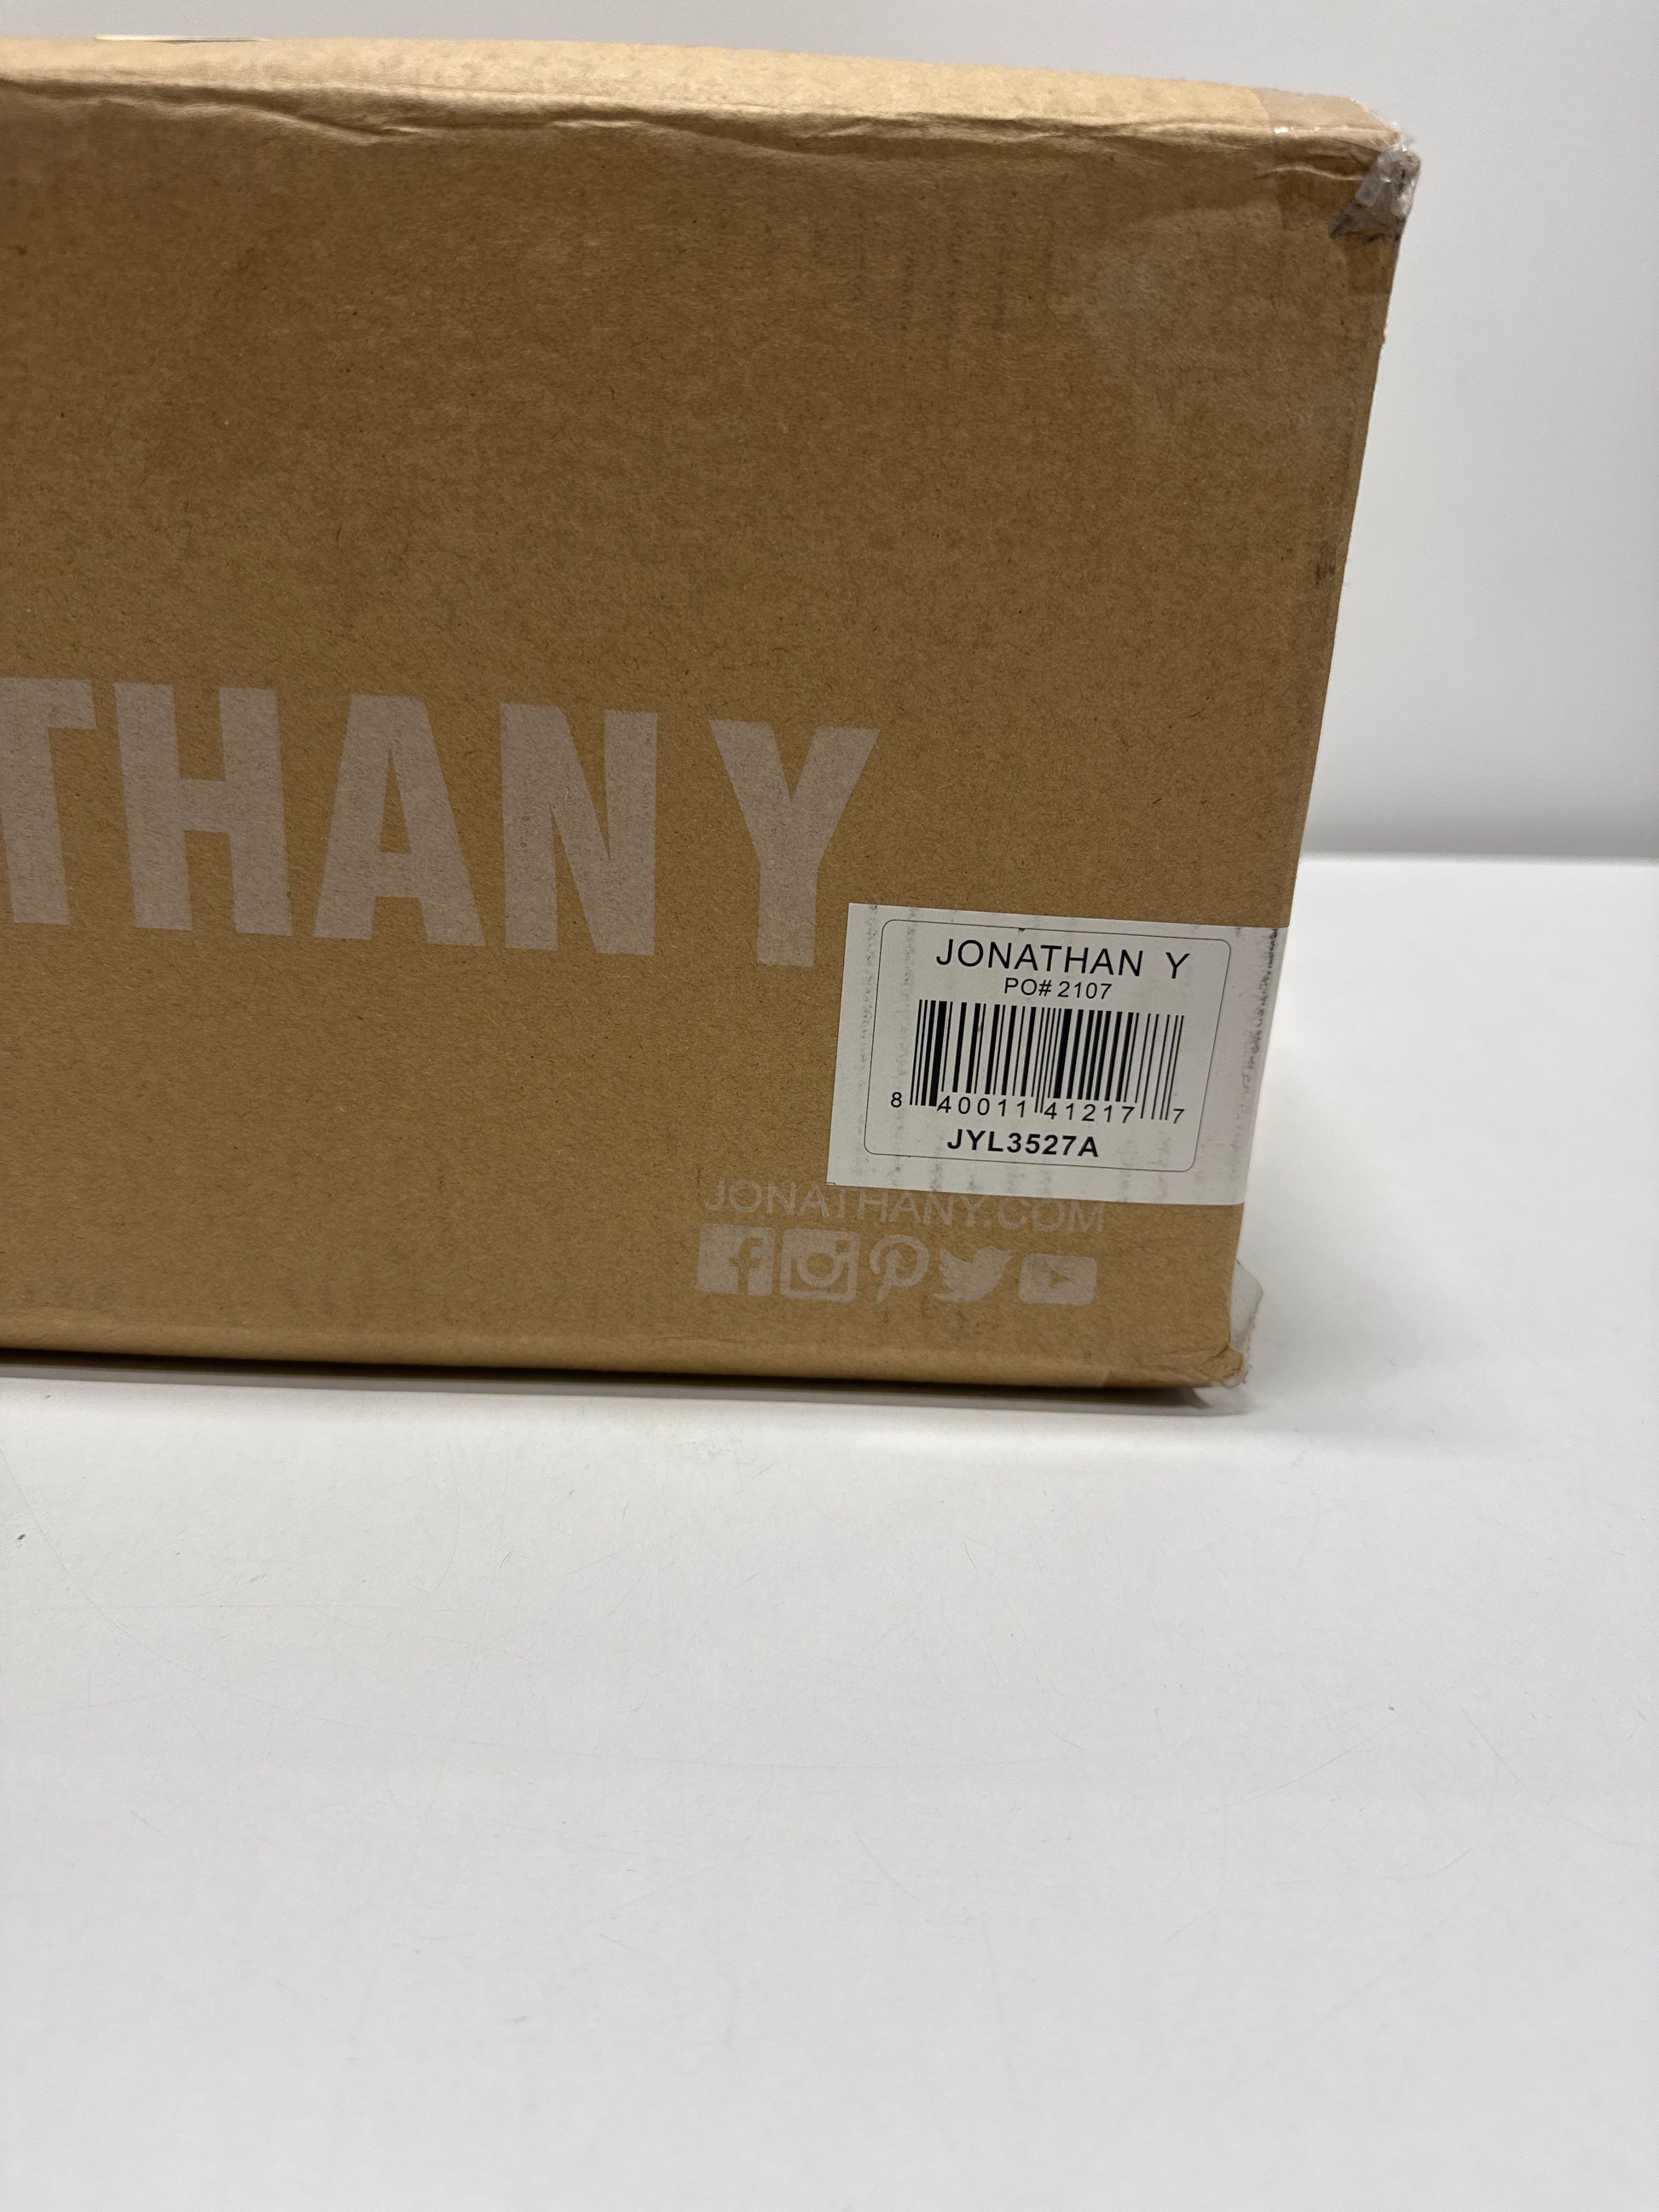 THAN Y
JONATHAN Y
PO# 2107
8 40011 41217 7
JYL3527A
JONATHANY.COM